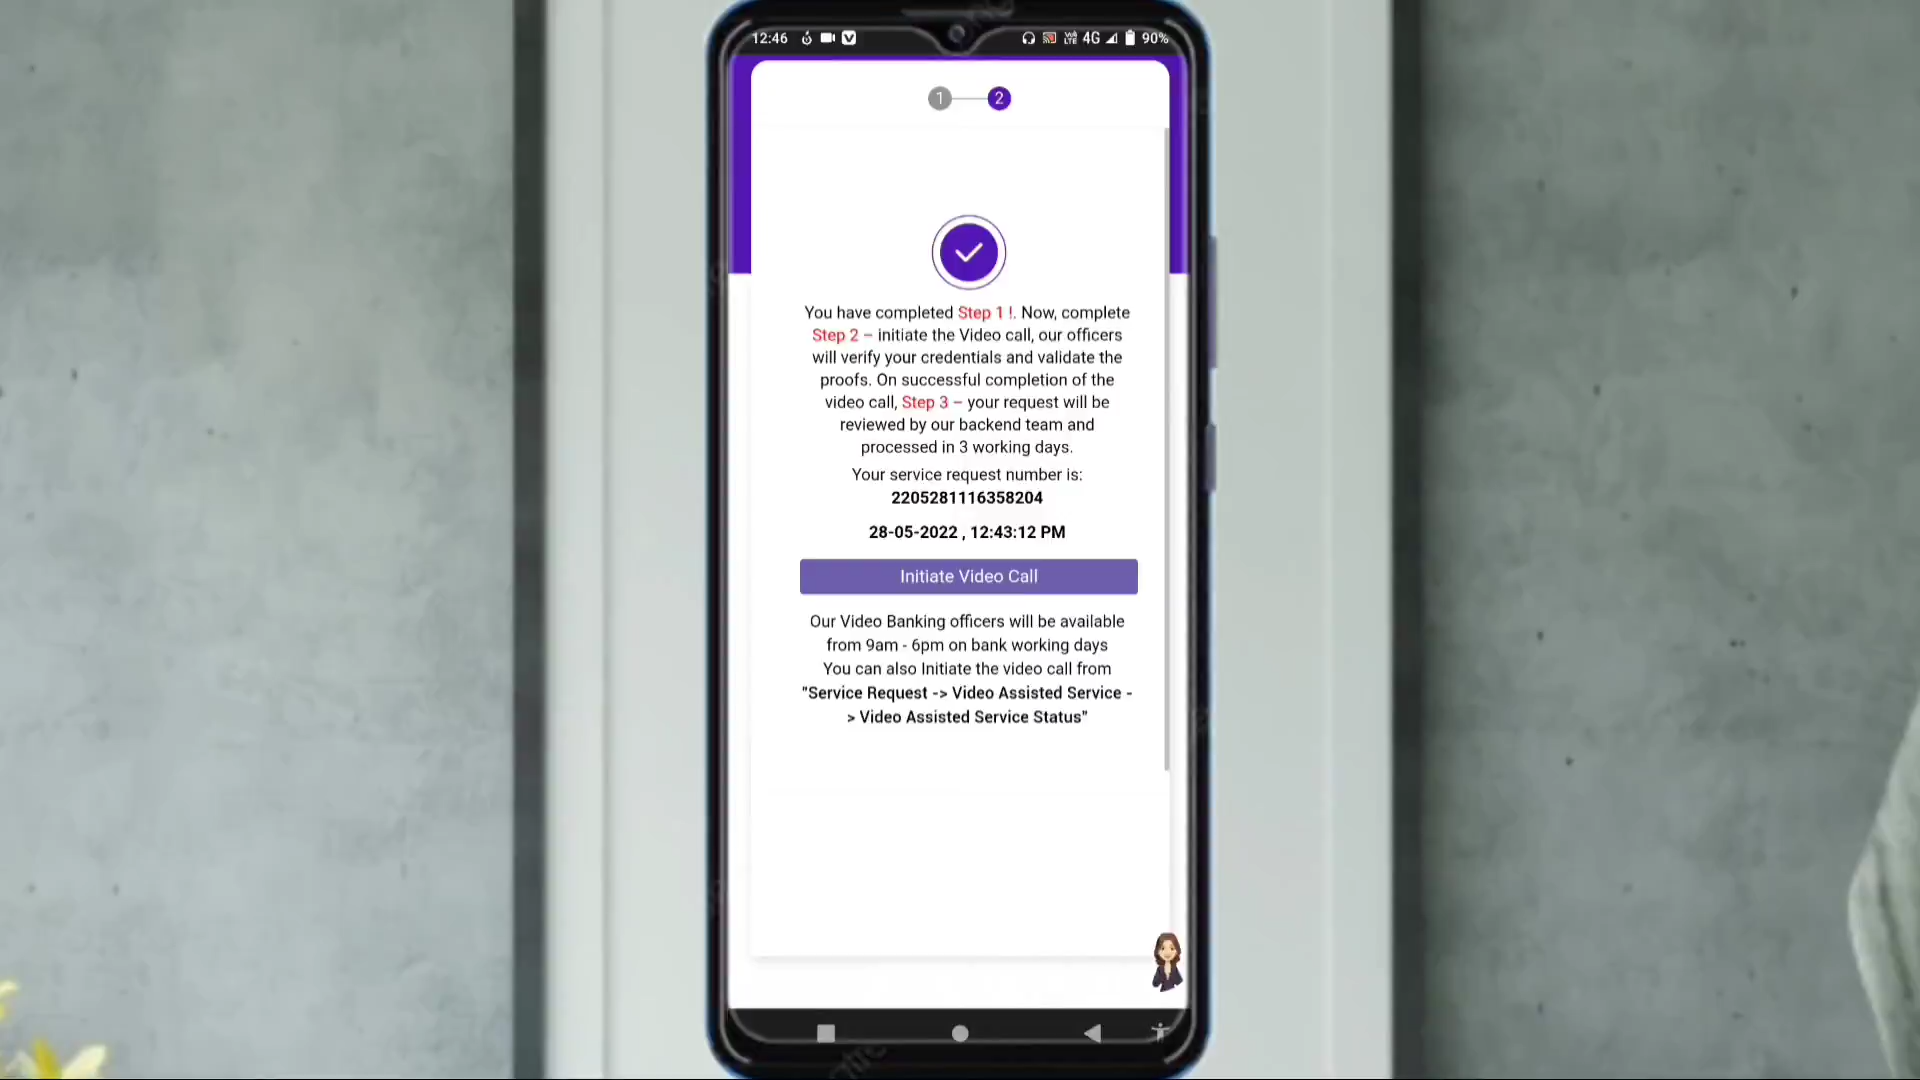 12:46 4G 90%
1 2
You have completed Step 1 !. Now, complete
Step 2 – initiate the Video call, our officers
will verify your credentials and validate the
proofs. On successful completion of the
video call, Step 3 – your request will be
reviewed by our backend team and
processed in 3 working days.
Your service request number is:
2205281116358204
28-05-2022 , 12:43:12 PM
Initiate Video Call
Our Video Banking officers will be available
from 9am - 6pm on bank working days
You can also Initiate the video call from
"Service Request -> Video Assisted Service -
> Video Assisted Service Status"